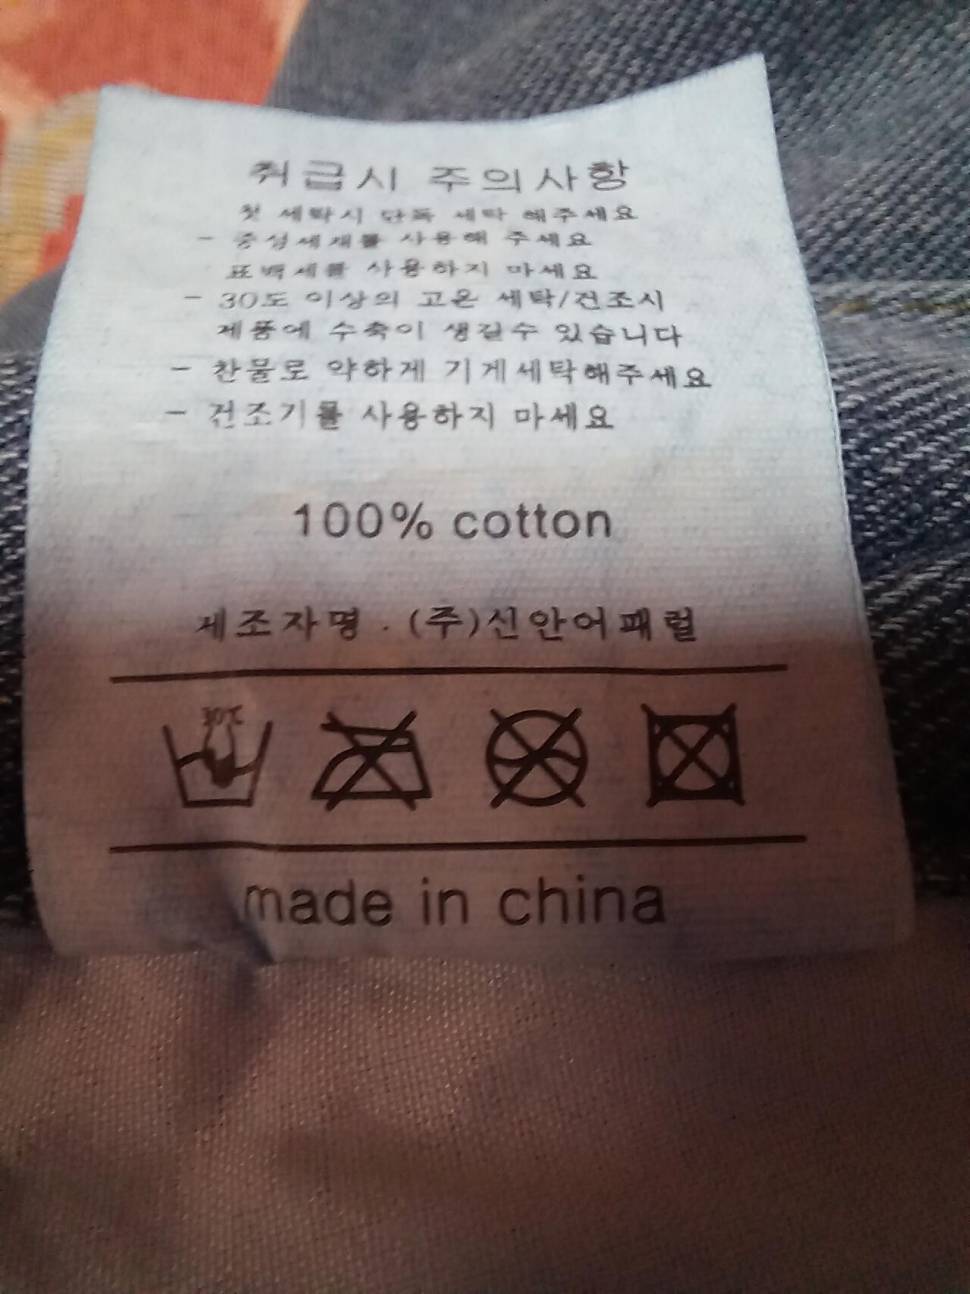 취급시 주의사항
첫 세탁시 단독 세탁 해주세요
- 중성세제를 사용해 주세요
표백제를 사용하지 마세요
- 30도 이상의 고온 세탁/건조시
제품에 수축이 생길수 있습니다
- 찬물로 약하게 기계세탁해주세요
- 건조기를 사용하지 마세요
100% cotton
제조자명 . (주)신안어패럴
made in china